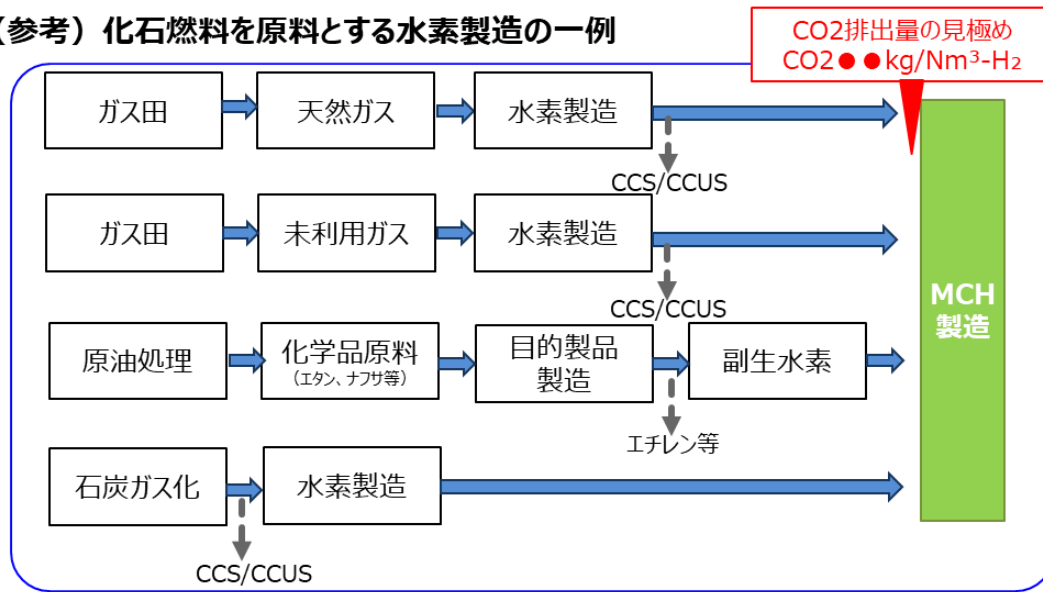 (参考）化石燃料を原料とする水素製造の一例
CO2排出量の見極め
CO2●●kg/Nm³-H₂
ガス田
天然ガス
水素製造
CCS/CCUS
ガス田
未利用ガス
水素製造
CCS/CCUS
原油処理
化学品原料
（エタン、ナフサ等）
目的製品
製造
副生水素
エチレン等
石炭ガス化
水素製造
CCS/CCUS
MCH
製造